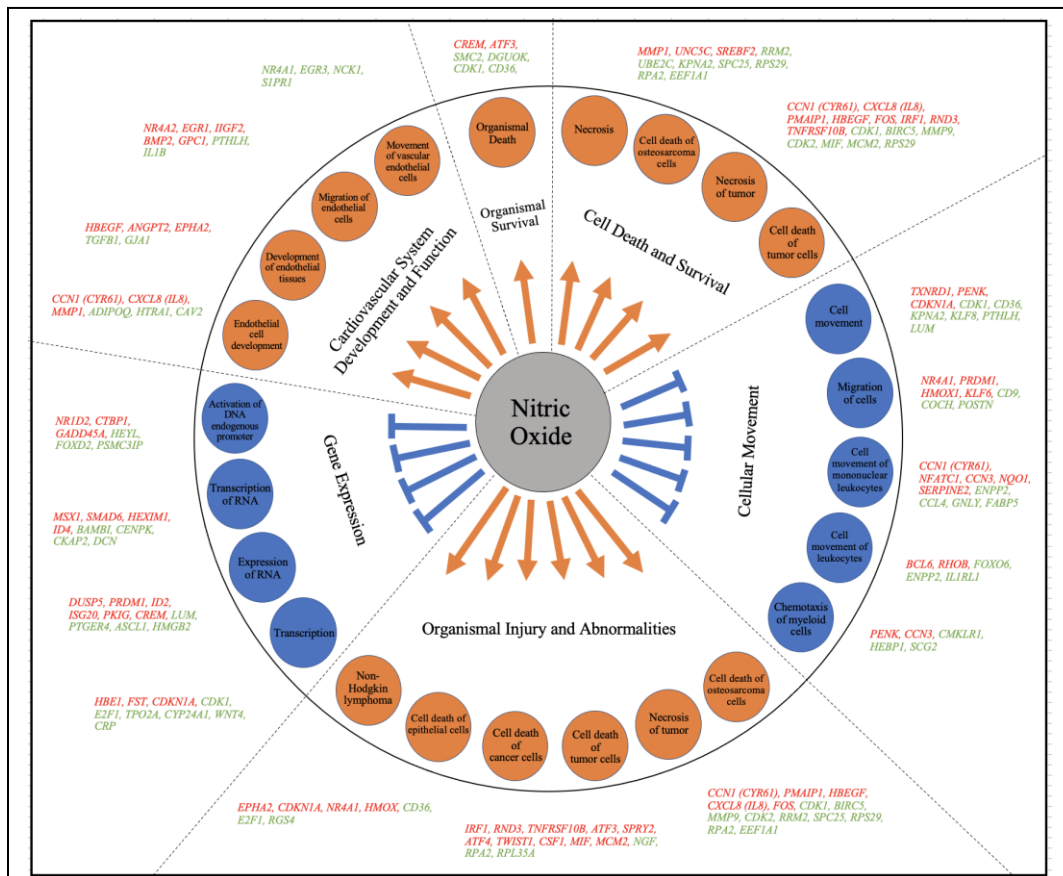 CREM, ATF3,
SMC2, DGUOK,
CDK1, CD36,
MMP1, UNC5C, SREBF2, RRM2,
UBE2C, KPNA2, SPC25, RPS29,
RPA2, EEF1A1
NR4A1, EGR3, NCK1,
S1PR1
CCN1 (CYR61), CXCL8 (IL8),
PMAIP1, HBEGF, FOS, IRF1, RND3,
TNFRSF10B, CDK1, BIRC5, MMP9,
CDK2, MIF, MCM2, RPS29
NR4A2, EGR1, IIGF2,
BMP2, GPC1, PTHLH,
IL1B
HBEGF, ANGPT2, EPHA2,
TGFB1, GJA1
CCN1 (CYR61), CXCL8 (IL8),
MMP1, ADIPOQ, HTRA1, CAV2
Organismal
Death
Necrosis
Cell death of
osteosarcoma
cells
Necrosis
of tumor
Cell death
of
tumor cells
Movement
of vascular
endothelial
cells
Migration of
endothelial
cells
Development
of endothelial
tissues
Endothelial
cell
development
Organismal
Survival
Cell Death and Survival
Cardiovascular System
Development and Function
TXNRD1, PENK,
CDKN1A, CDK1, CD36,
KPNA2, KLF8, PTHLH,
LUM
Cell
movement
NR4A1, PRDM1,
HMOX1, KLF6, CD9,
COCH, POSTN
Migration
of cells
CCN1 (CYR61),
NFATC1, CCN3, NQO1,
SERPINE2, ENPP2,
CCL4, GNLY, FABP5
Cell
movement of
mononuclear
leukocytes
BCL6, RHOB, FOXO6,
ENPP2, IL1RL1
Cell
movement of
leukocytes
PENK, CCN3, CMKLR1,
HEBP1, SCG2
Chemotaxis
of myeloid
cells
Cellular Movement
Nitric
Oxide
Gene Expression
Activation of
DNA
endogenous
promoter
NR1D2, CTBP1,
GADD45A, HEYL,
FOXD2, PSMC3IP
Transcription
of RNA
MSX1, SMAD6, HEXIM1,
ID4, BAMBI, CENPK,
CKAP2, DCN
Expression
of RNA
DUSP5, PRDM1, ID2,
ISG20, PKIG, CREM, LUM,
PTGER4, ASCL1, HMGB2
Transcription
HBE1, FST, CDKN1A, CDK1,
E2F1, TPO2A, CYP24A1, WNT4,
CRP
Organismal Injury and Abnormalities
Non-
Hodgkin
lymphoma
Cell death of
epithelial cells
Cell death
of
cancer cells
Cell death
of
tumor cells
Necrosis
of tumor
Cell death of
osteosarcoma
cells
EPHA2, CDKN1A, NR4A1, HMOX, CD36,
E2F1, RGS4
IRF1, RND3, TNFRSF10B, ATF3, SPRY2,
ATF4, TWIST1, CSF1, MIF, MCM2, NGF,
RPA2, RPL35A
CCN1 (CYR61), PMAIP1, HBEGF,
CXCL8 (IL8), FOS, CDK1, BIRC5,
MMP9, CDK2, RRM2, SPC25, RPS29,
RPA2, EEF1A1